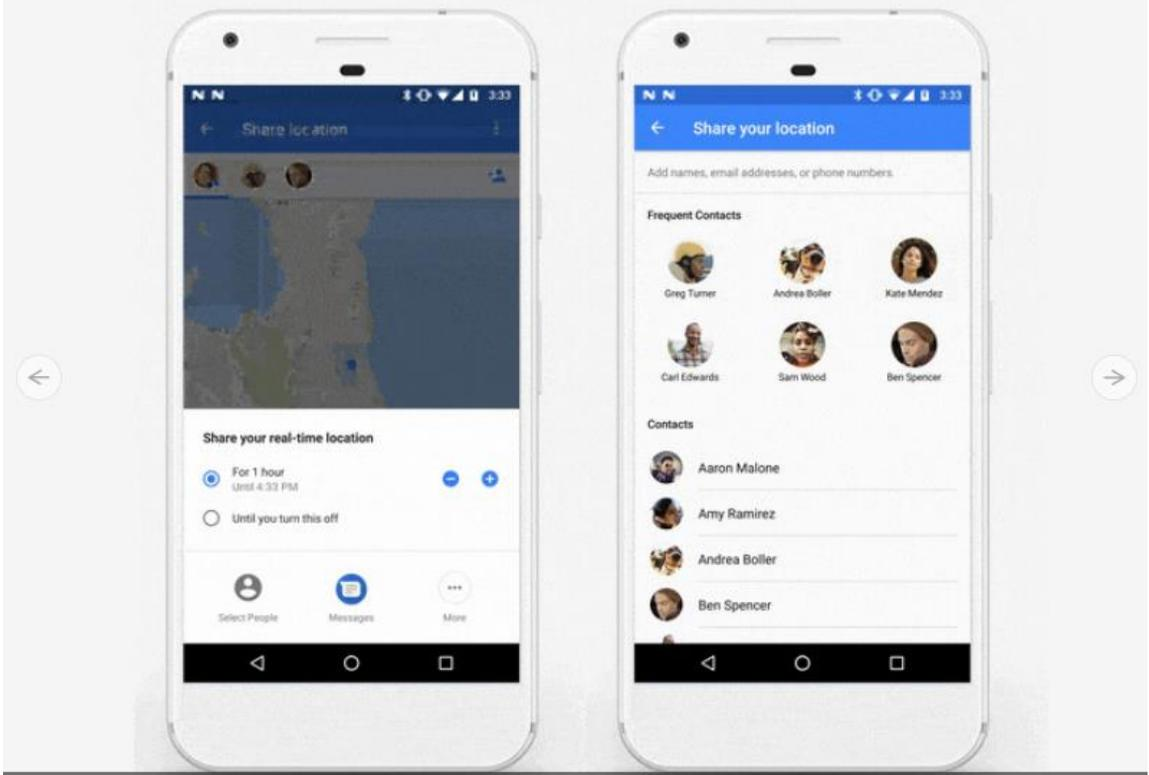 3:33
Share location
Share your real-time location
For 1 hour
Until 4:33 PM
Until you turn this off
Select People
Messages
More
3:33
Share your location
Add names, email addresses, or phone numbers.
Frequent Contacts
Greg Turner
Andrea Boller
Kate Mendez
Carl Edwards
Sam Wood
Ben Spencer
Contacts
Aaron Malone
Amy Ramirez
Andrea Boller
Ben Spencer